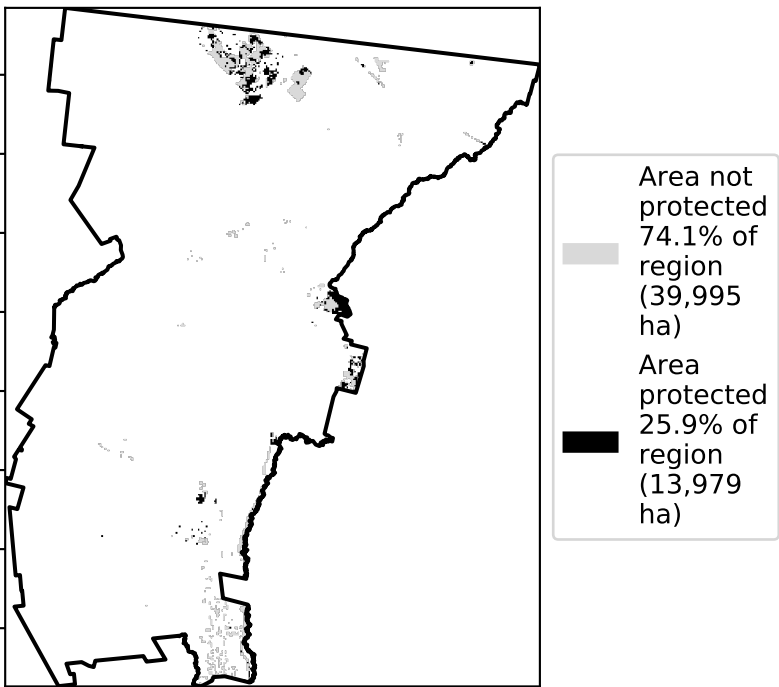 Area not
protected
74.1% of
region
(39,995
ha)
Area
protected
25.9% of
region
(13,979
ha)